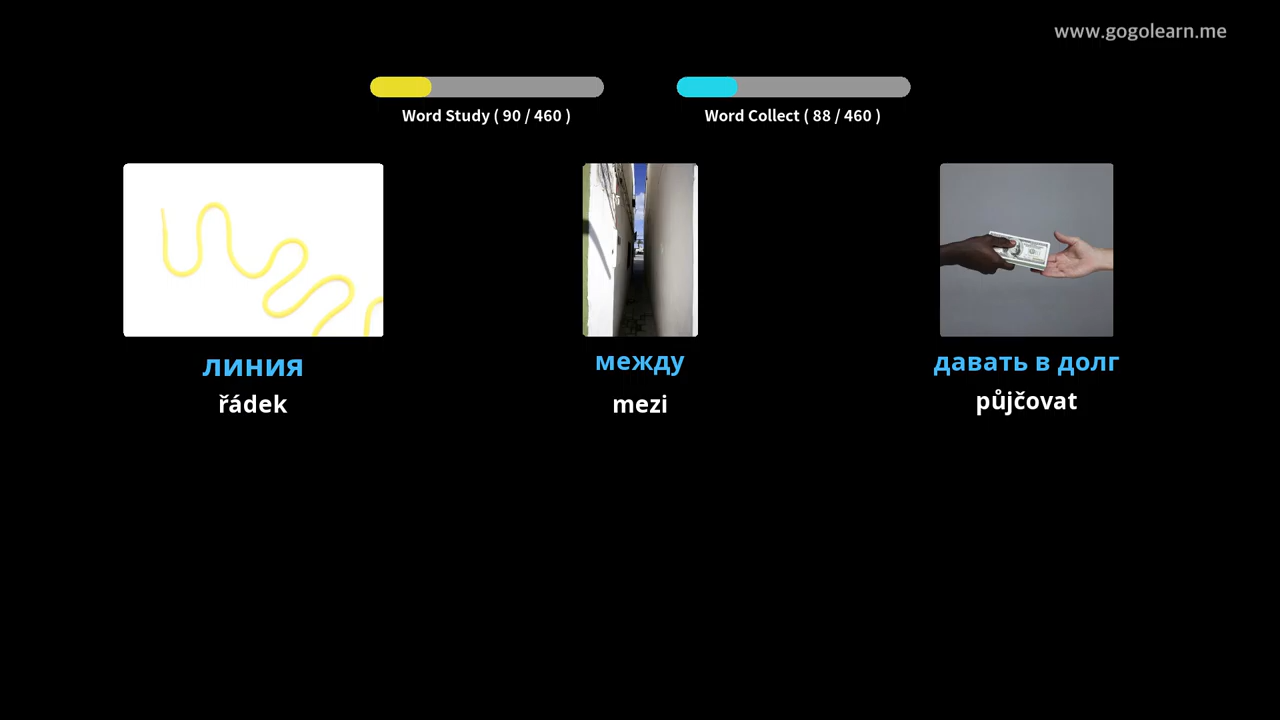 www.gogolearn.me
Word Study ( 90 / 460 )
Word Collect ( 88 / 460 )
линия
řádek
между
mezi
давать в долг
půjčovat